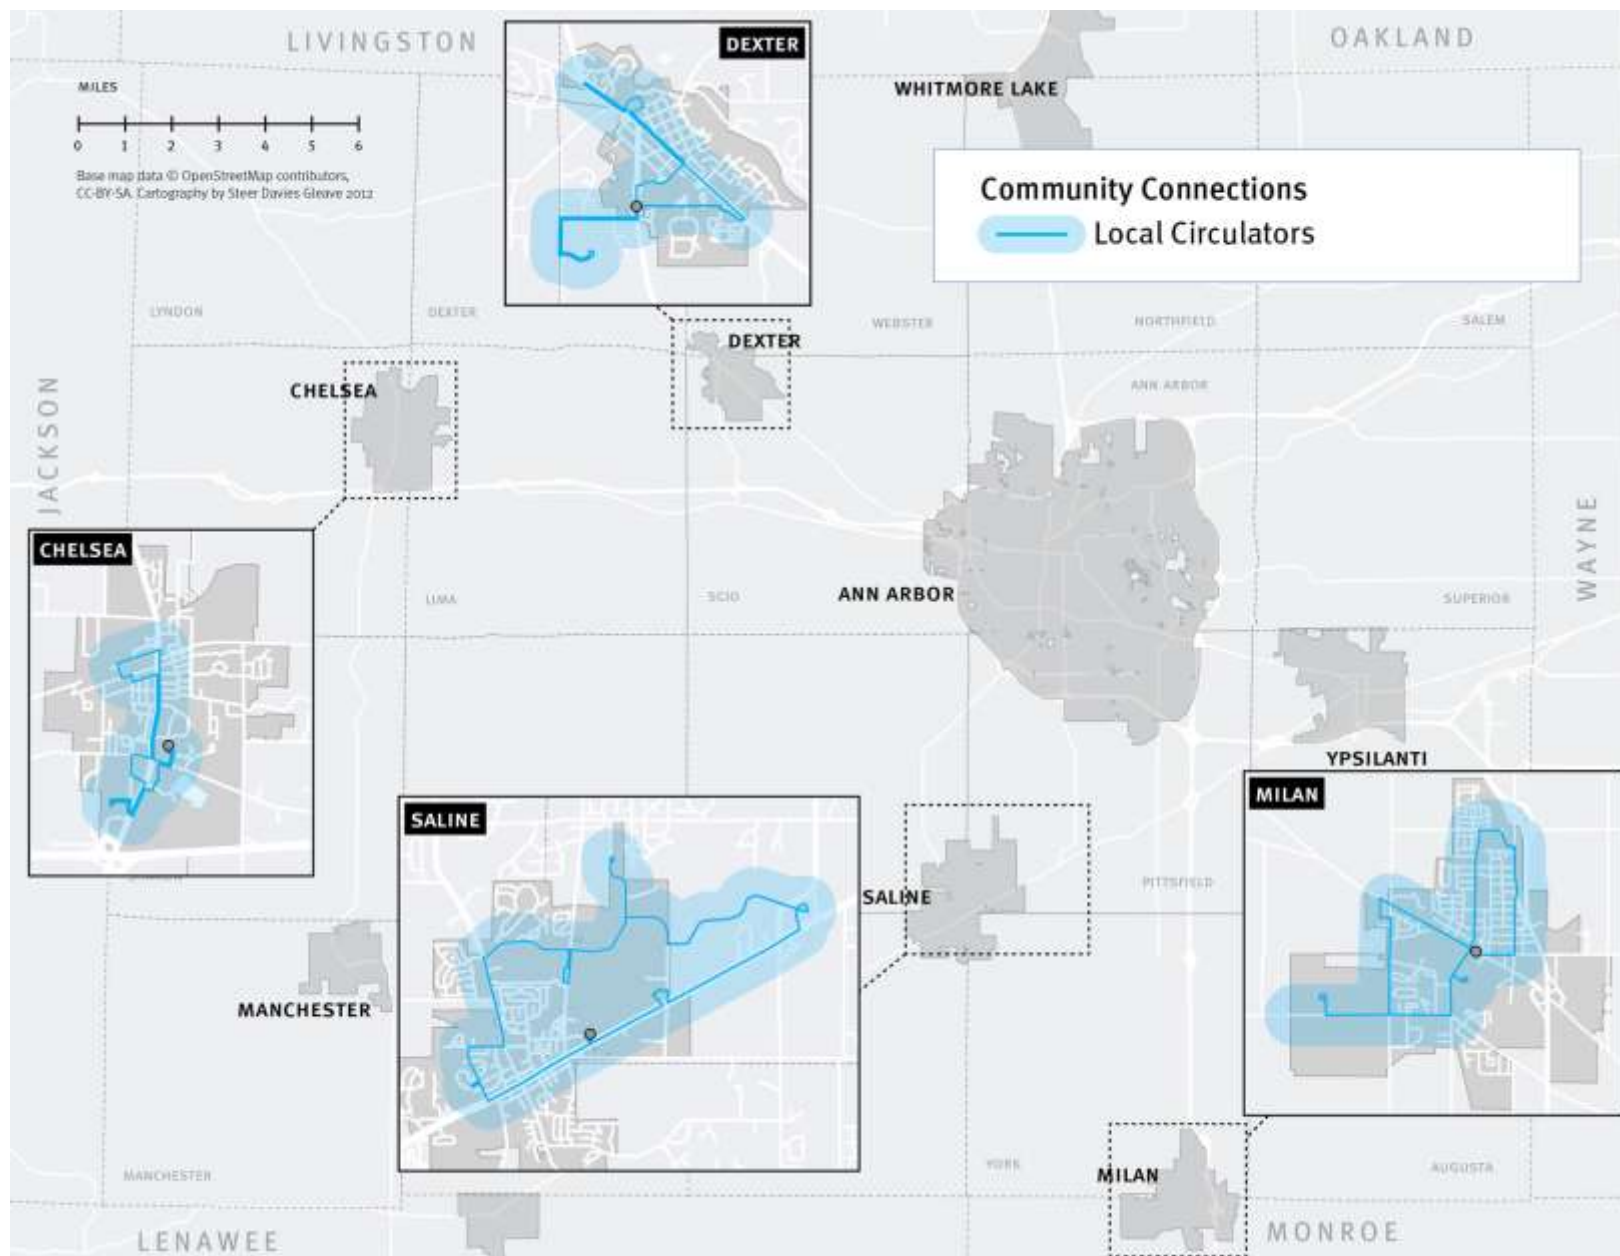 LIVINGSTON
DEXTER
OAKLAND
MILES
WHITMORE LAKE
0 1 2 3 4 5 6
Base map data © OpenStreetMap contributors,
CC-BY-SA. Cartography by Steer Davies Gleave 2012
Community Connections
Local Circulators
LYNDON
DEXTER
WEBSTER
NORTHFIELD
SALEM
DEXTER
CHELSEA
ANN ARBOR
JACKSON
WAYNE
CHELSEA
LIMA
SCIO
ANN ARBOR
SUPERIOR
YPSILANTI
MILAN
SALINE
SALINE
PITTSFIELD
MANCHESTER
MANCHESTER
YORK
MILAN
AUGUSTA
LENAWEE
MONROE